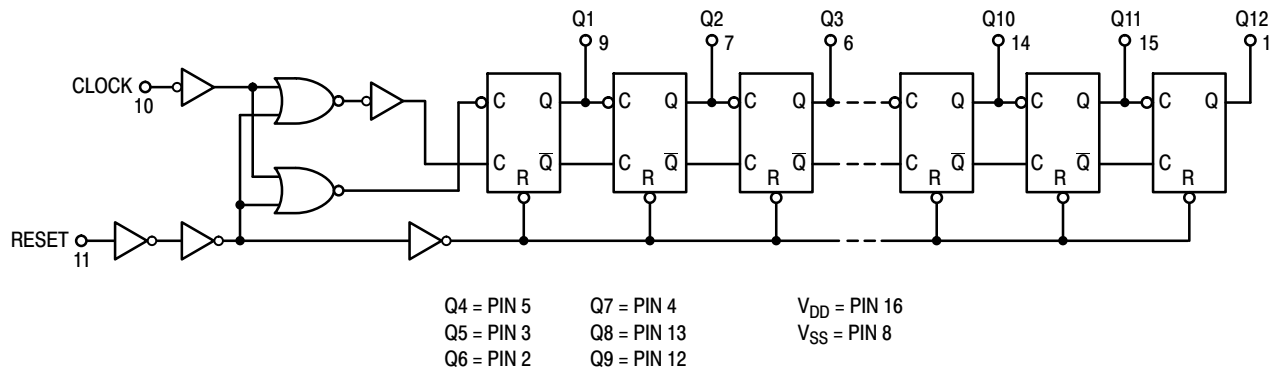 Q1 Q2 Q3 Q10 Q11 Q12
9 7 6 14 15 1
CLOCK
10
C Q C Q C Q C Q C Q C Q
C Q̅ C Q̅ C Q̅ C Q̅ C Q̅ C
R R R R R R
RESET
11
Q4 = PIN 5 Q7 = PIN 4 V_DD = PIN 16
Q5 = PIN 3 Q8 = PIN 13 V_SS = PIN 8
Q6 = PIN 2 Q9 = PIN 12